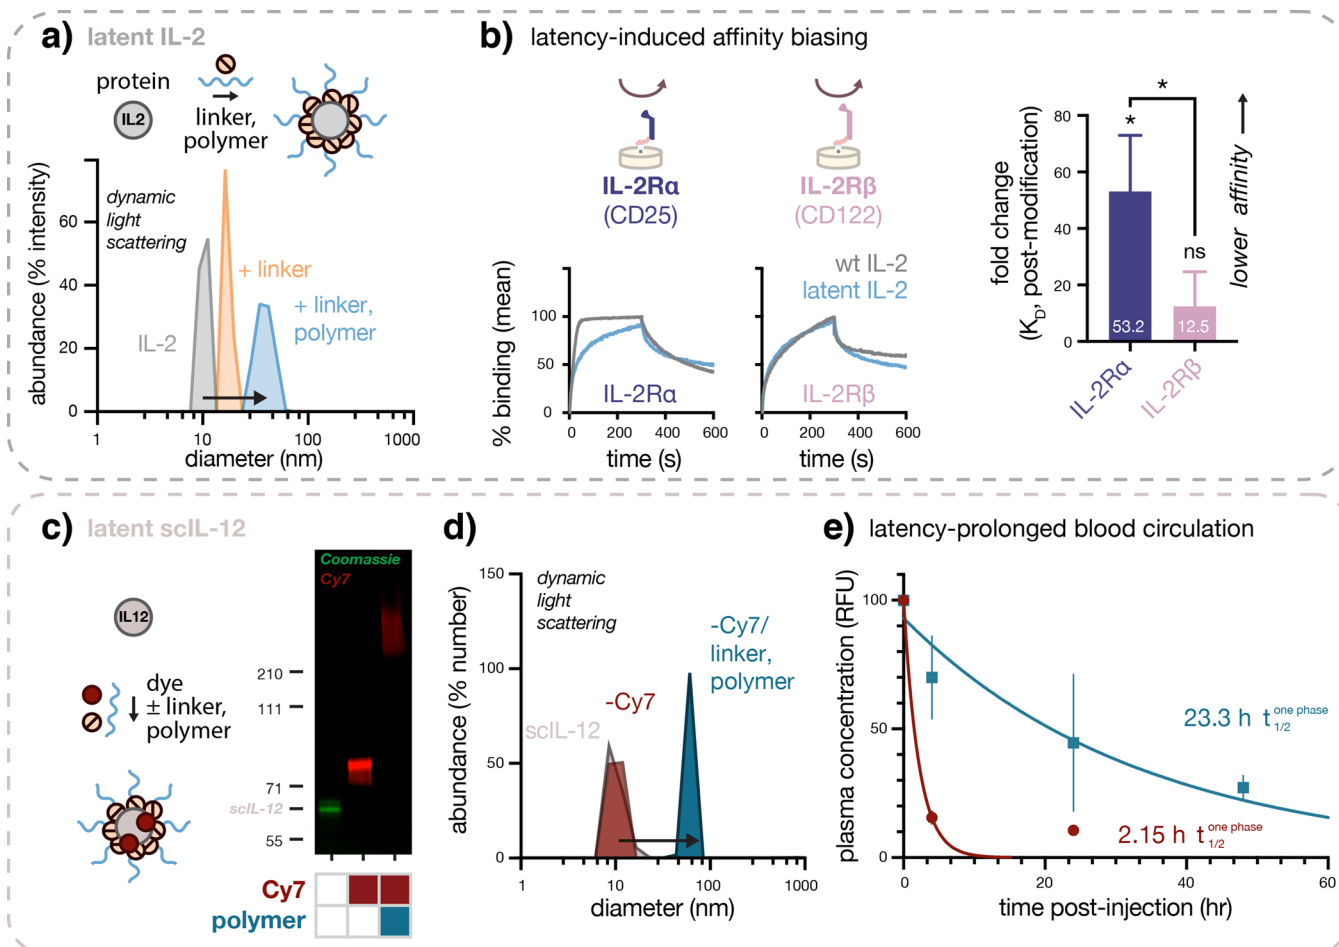 a) latent IL-2
protein
IL2
linker,
polymer
dynamic
light
scattering
abundance (% intensity)
60
40
20
0
IL-2
+ linker
+ linker,
polymer
1
10
100
1000
diameter (nm)
b) latency-induced affinity biasing
IL-2Rα
(CD25)
IL-2Rβ
(CD122)
% binding (mean)
100
50
0
IL-2Rα
0
200
400
600
time (s)
wt IL-2
latent IL-2
IL-2Rβ
0
200
400
600
time (s)
fold change
(KD, post-modification)
80
60
40
20
0
*
*
ns
53.2
12.5
IL-2Rα
IL-2Rβ
lower affinity
c) latent scIL-12
IL12
dye
± linker,
polymer
Coomassie
Cy7
210
111
71
scIL-12
55
Cy7
polymer
d)
abundance (% number)
150
100
50
0
dynamic
light
scattering
scIL-12
-Cy7
-Cy7/
linker,
polymer
1
10
100
1000
diameter (nm)
e) latency-prolonged blood circulation
plasma concentration (RFU)
100
50
0
23.3 h t1/2 one phase
2.15 h t1/2 one phase
0
20
40
60
time post-injection (hr)